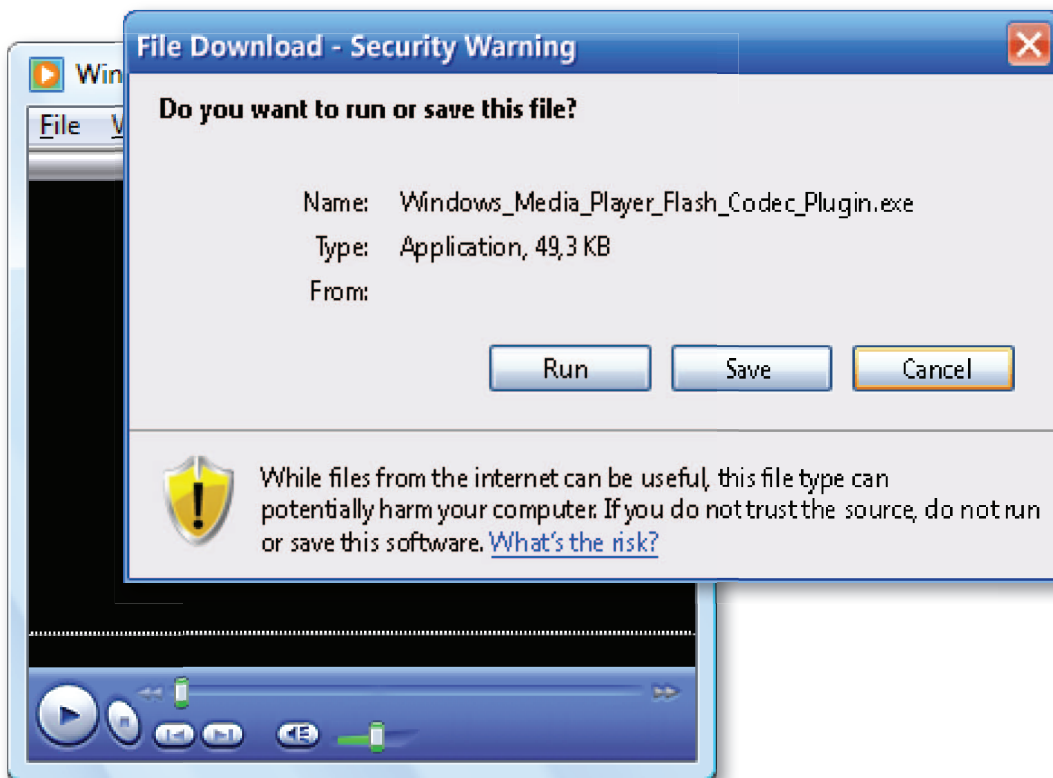 File Download - Security Warning
Win
File V
Do you want to run or save this file?
Name: Windows_Media_Player_Flash_Codec_Plugin.exe
Type: Application, 49,3 KB
From:
Run Save Cancel
While files from the internet can be useful, this file type can
potentially harm your computer. If you do not trust the source, do not run
or save this software. What's the risk?